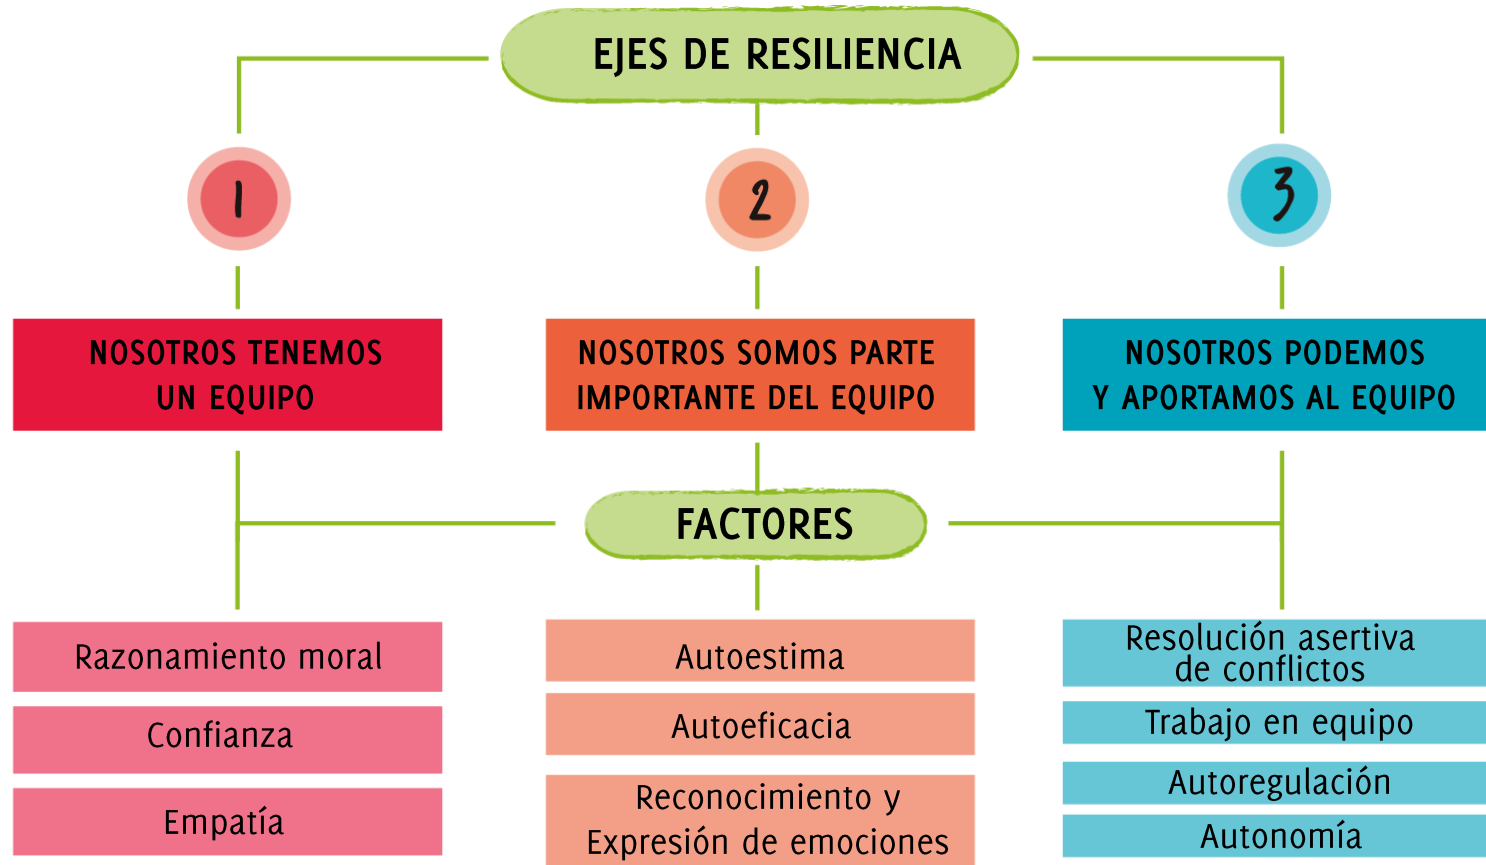 EJES DE RESILIENCIA
1
2
3
NOSOTROS TENEMOS
UN EQUIPO
NOSOTROS SOMOS PARTE
IMPORTANTE DEL EQUIPO
NOSOTROS PODEMOS
Y APORTAMOS AL EQUIPO
FACTORES
Razonamiento moral
Confianza
Empatía
Autoestima
Autoeficacia
Reconocimiento y
Expresión de emociones
Resolución asertiva
de conflictos
Trabajo en equipo
Autoregulación
Autonomía